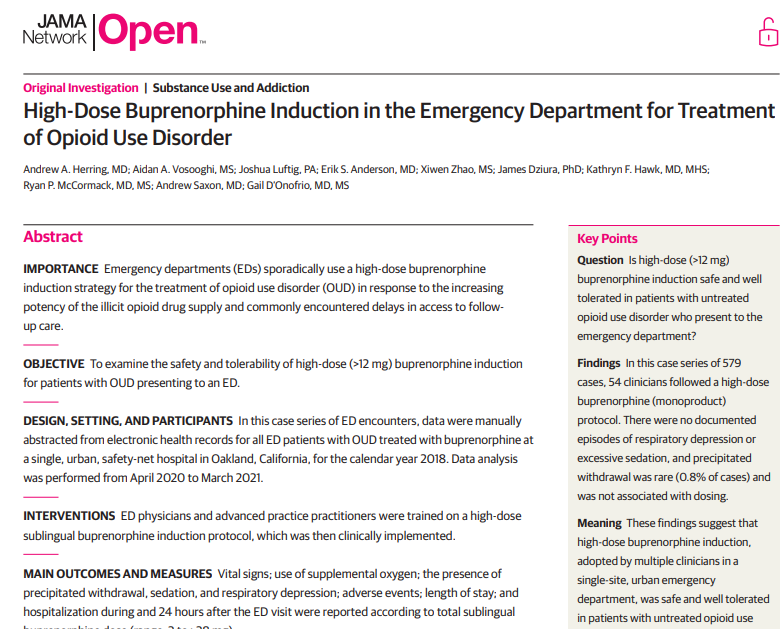 JAMA
Network Open™
Original Investigation | Substance Use and Addiction
High-Dose Buprenorphine Induction in the Emergency Department for Treatment
of Opioid Use Disorder
Andrew A. Herring, MD; Aidan A. Vosooghi, MS; Joshua Luftig, PA; Erik S. Anderson, MD; Xiwen Zhao, MS; James Dziura, PhD; Kathryn F. Hawk, MD, MHS;
Ryan P. McCormack, MD, MS; Andrew Saxon, MD; Gail D'Onofrio, MD, MS
Abstract
IMPORTANCE Emergency departments (EDs) sporadically use a high-dose buprenorphine
induction strategy for the treatment of opioid use disorder (OUD) in response to the increasing
potency of the illicit opioid drug supply and commonly encountered delays in access to follow-
up care.
OBJECTIVE To examine the safety and tolerability of high-dose (>12 mg) buprenorphine induction
for patients with OUD presenting to an ED.
DESIGN, SETTING, AND PARTICIPANTS In this case series of ED encounters, data were manually
abstracted from electronic health records for all ED patients with OUD treated with buprenorphine at
a single, urban, safety-net hospital in Oakland, California, for the calendar year 2018. Data analysis
was performed from April 2020 to March 2021.
INTERVENTIONS ED physicians and advanced practice practitioners were trained on a high-dose
sublingual buprenorphine induction protocol, which was then clinically implemented.
MAIN OUTCOMES AND MEASURES Vital signs; use of supplemental oxygen; the presence of
precipitated withdrawal, sedation, and respiratory depression; adverse events; length of stay; and
hospitalization during and 24 hours after the ED visit were reported according to total sublingual
Key Points
Question Is high-dose (>12 mg)
buprenorphine induction safe and well
tolerated in patients with untreated
opioid use disorder who present to the
emergency department?
Findings In this case series of 579
cases, 54 clinicians followed a high-dose
buprenorphine (monoproduct)
protocol. There were no documented
episodes of respiratory depression or
excessive sedation, and precipitated
withdrawal was rare (0.8% of cases) and
was not associated with dosing.
Meaning These findings suggest that
high-dose buprenorphine induction,
adopted by multiple clinicians in a
single-site, urban emergency
department, was safe and well tolerated
in patients with untreated opioid use